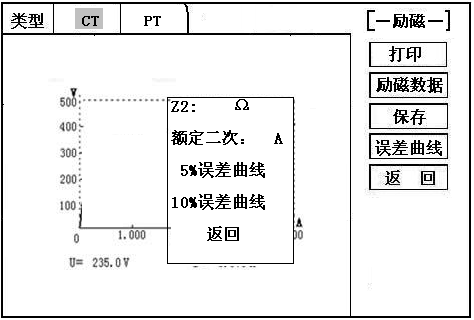 类型 CT PT
[—励磁—]
打印
励磁数据
保存
误差曲线
返 回
V
500
400
300
200
100
0 1.000 00 A
U= 235.0V
Z2: Ω
额定二次: A
5%误差曲线
10%误差曲线
返回